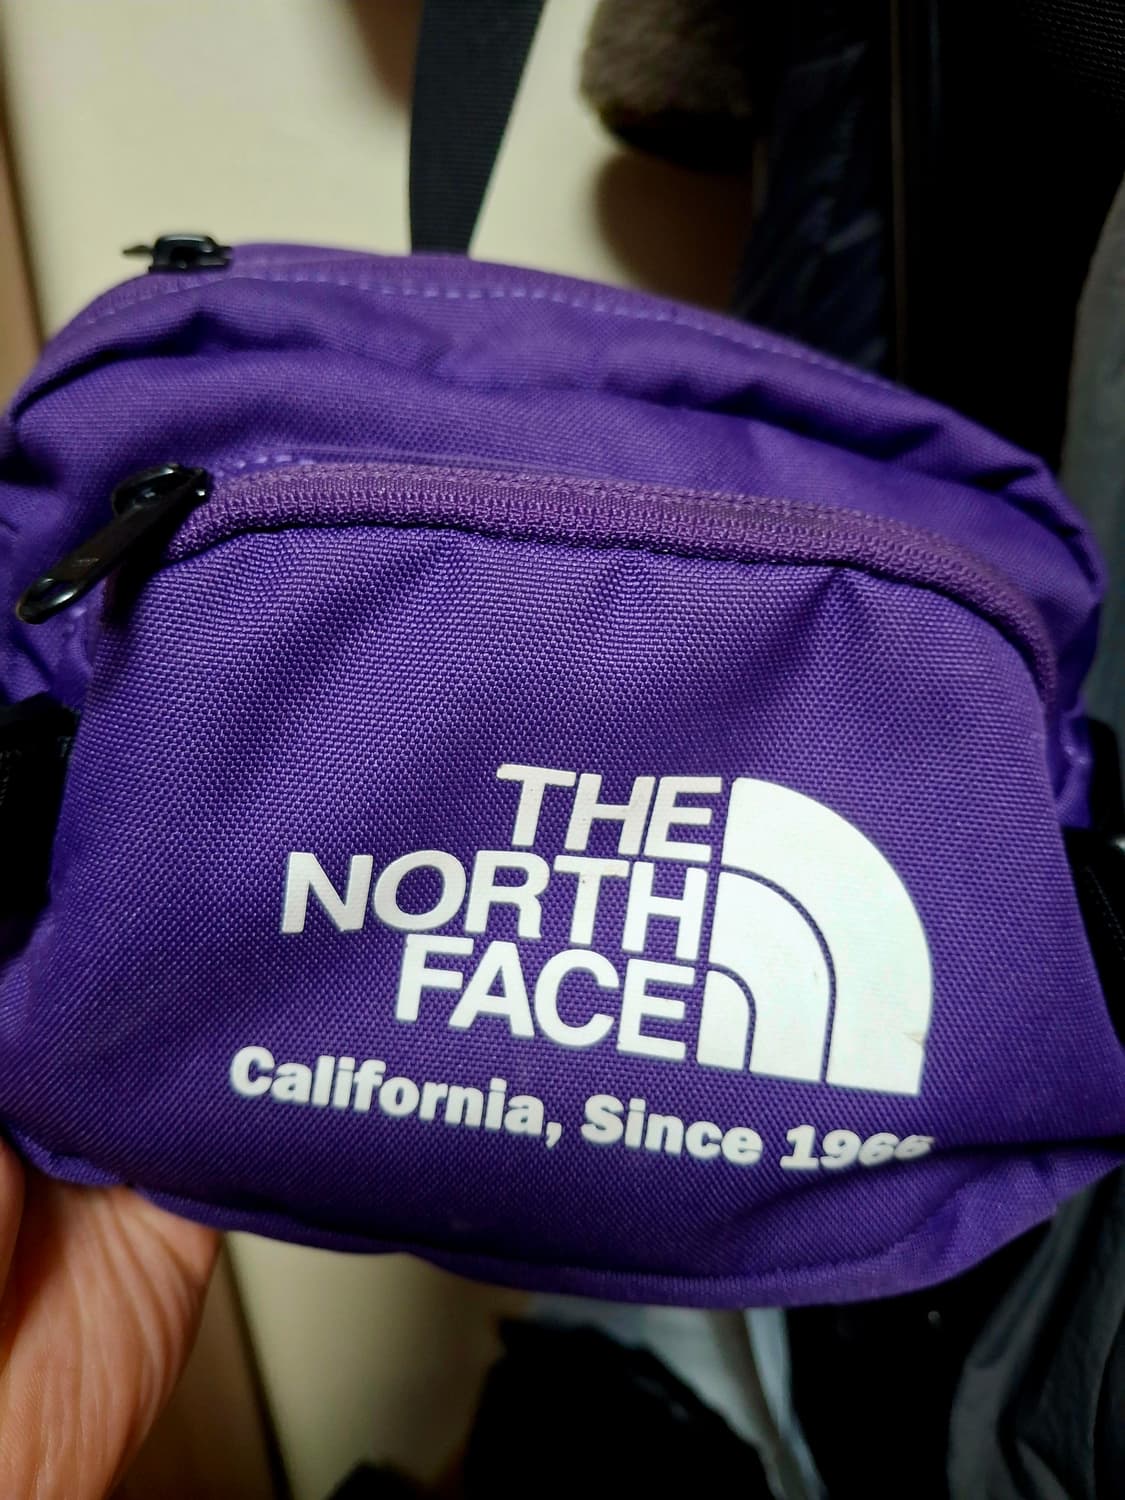 THE
NORTH
FACE
California, Since 1966